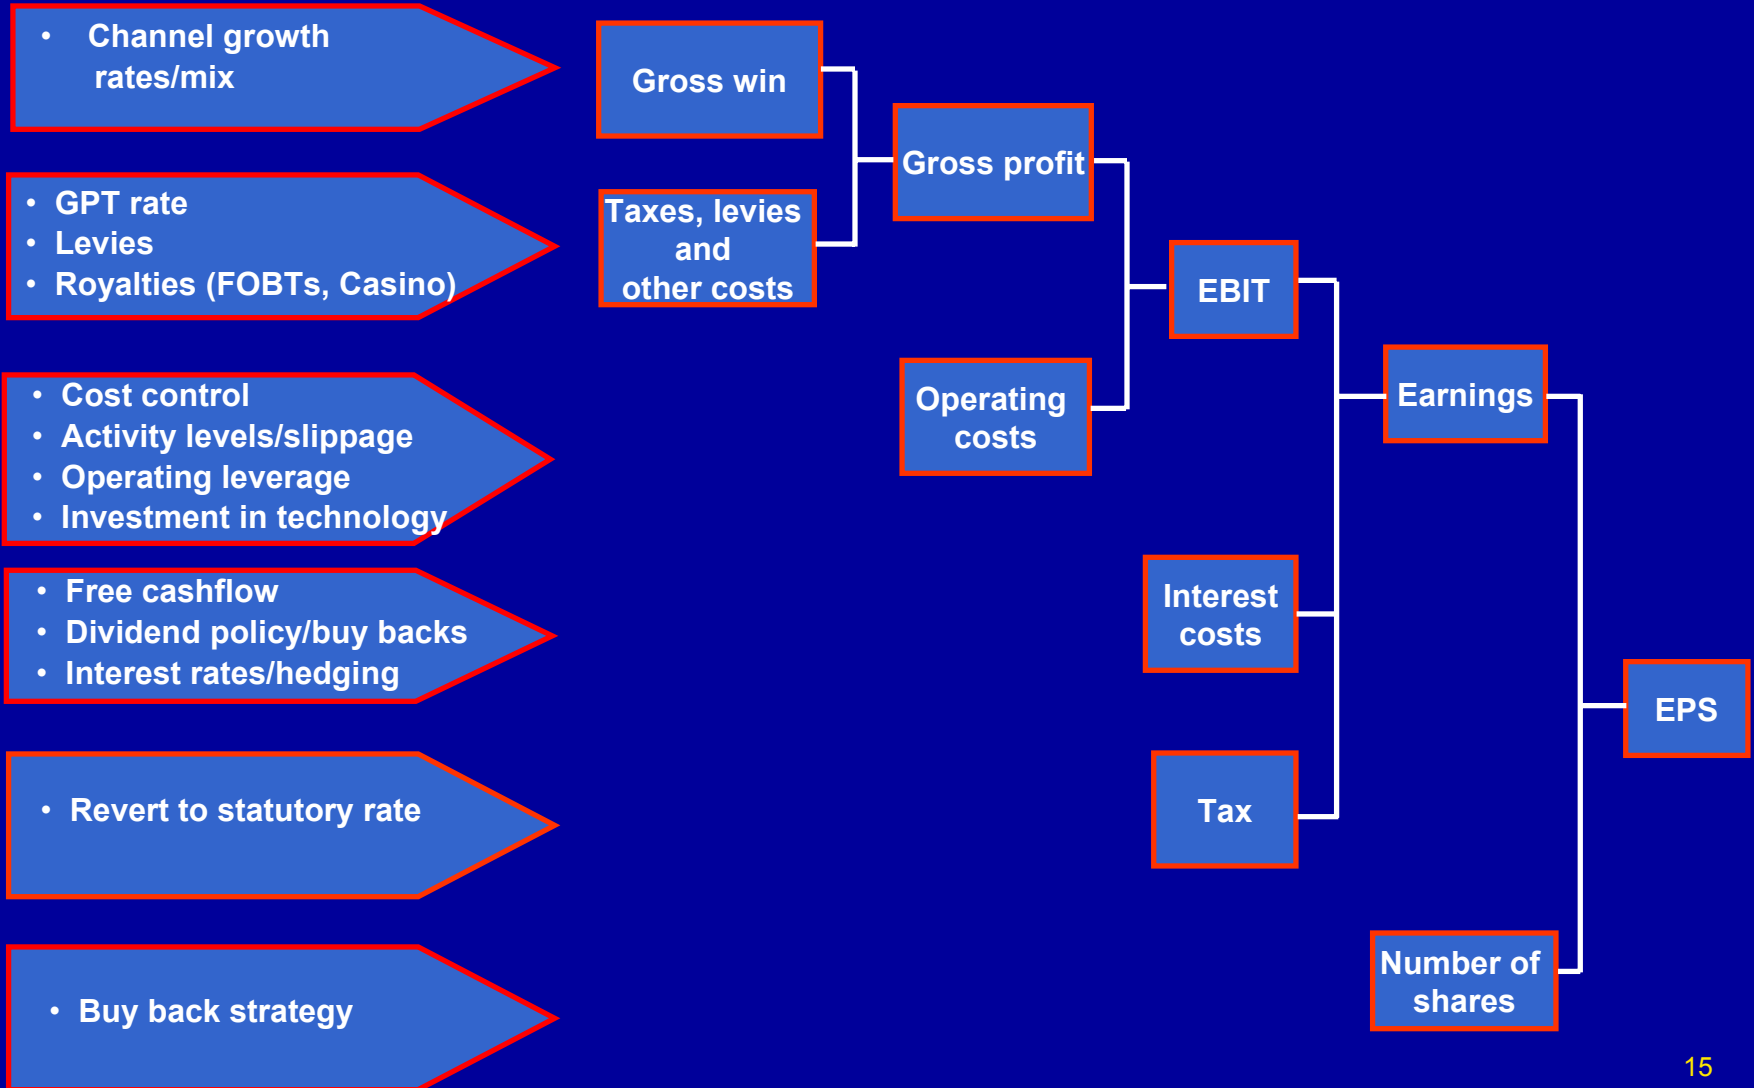 • Channel growth
rates/mix
• GPT rate
• Levies
• Royalties (FOBTs, Casino)
• Cost control
• Activity levels/slippage
• Operating leverage
• Investment in technology
• Free cashflow
• Dividend policy/buy backs
• Interest rates/hedging
• Revert to statutory rate
• Buy back strategy
Gross win
Taxes, levies
and
other costs
Gross profit
Operating
costs
EBIT
Interest
costs
Tax
Earnings
Number of
shares
EPS
15